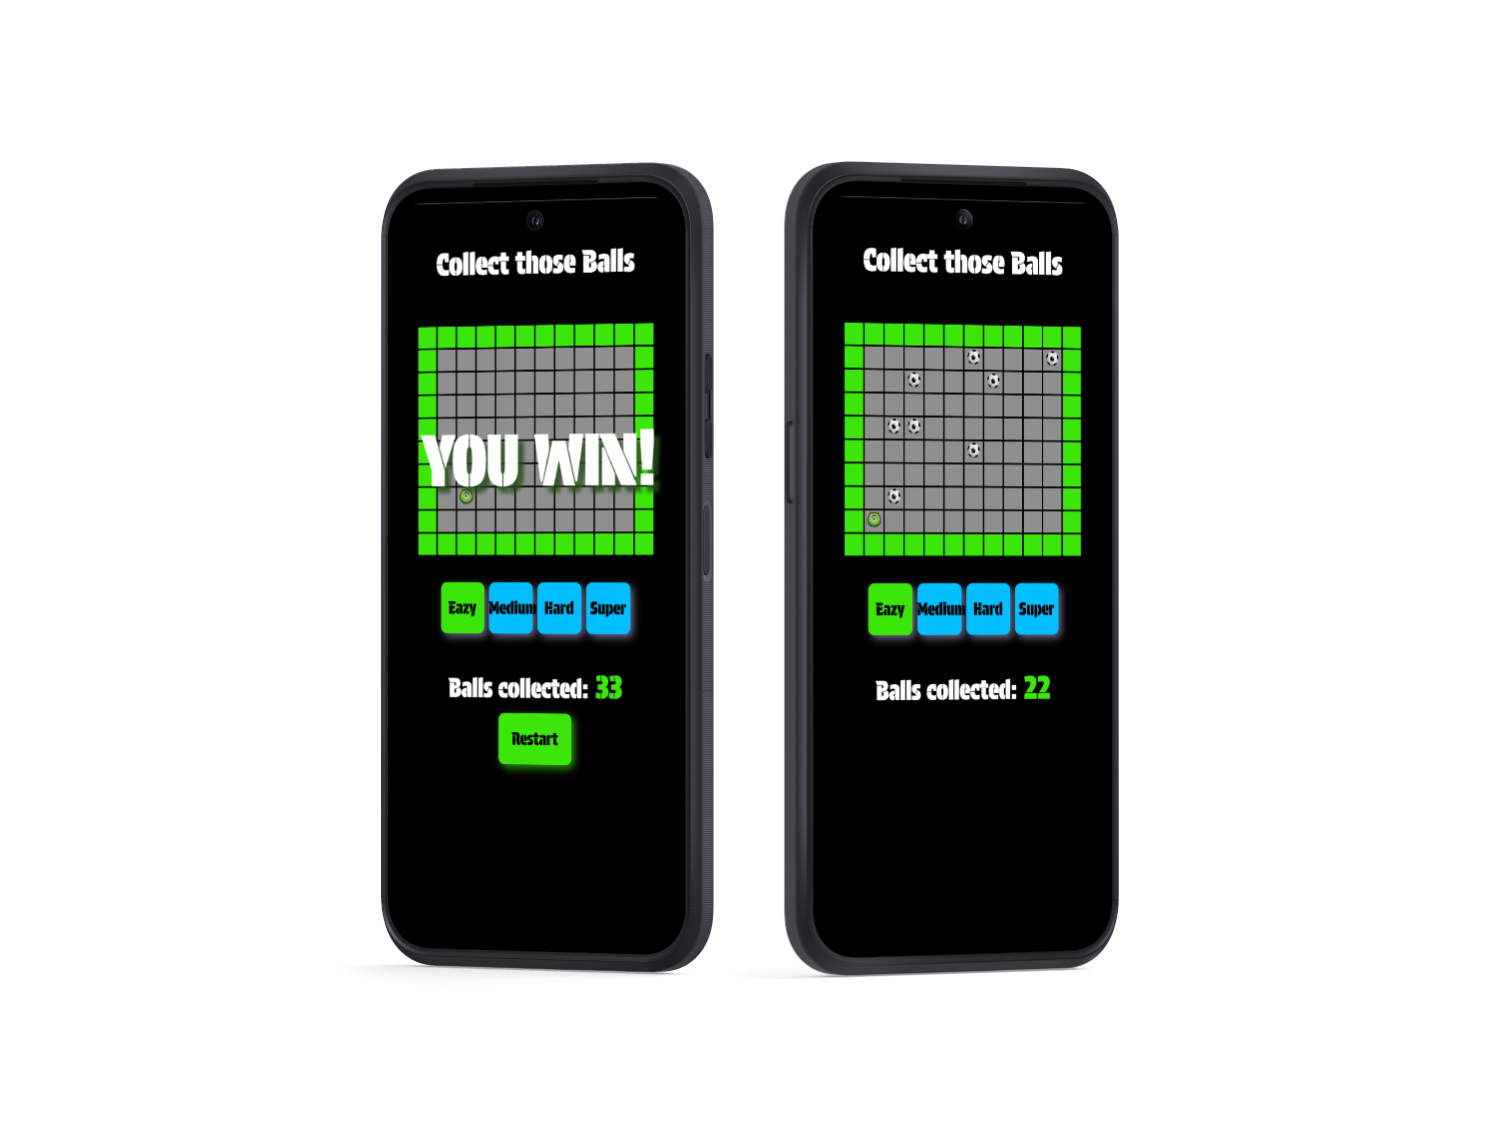 Collect those Balls
YOU WIN!
Eazy Medium Hard Super
Balls collected: 33
Restart
Collect those Balls
Eazy Medium Hard Super
Balls collected: 22